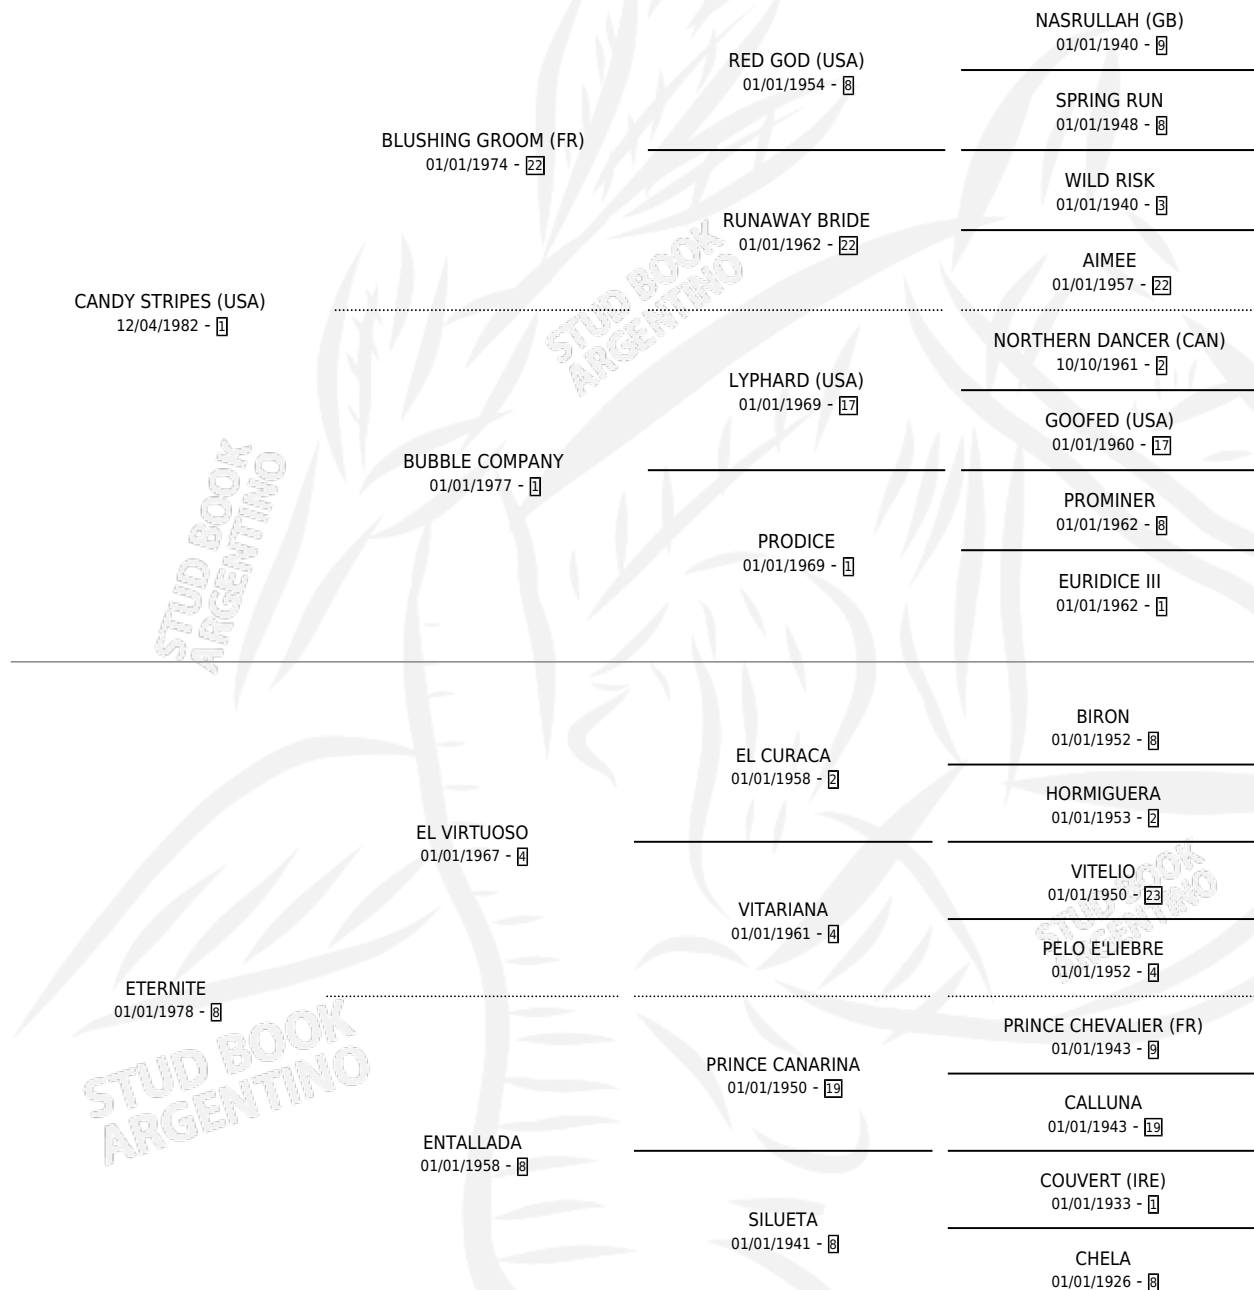 NASRULLAH (GB)
01/01/1940 - 9
RED GOD (USA)
01/01/1954 - 8
SPRING RUN
01/01/1948 - 8
BLUSHING GROOM (FR)
01/01/1974 - 22
WILD RISK
01/01/1940 - 3
RUNAWAY BRIDE
01/01/1962 - 22
AIMEE
01/01/1957 - 22
CANDY STRIPES (USA)
12/04/1982 - 1
NORTHERN DANCER (CAN)
10/10/1961 - 2
LYPHARD (USA)
01/01/1969 - 17
GOOFED (USA)
01/01/1960 - 17
BUBBLE COMPANY
01/01/1977 - 1
PROMINER
01/01/1962 - 8
PRODICE
01/01/1969 - 1
EURIDICE III
01/01/1962 - 1
BIRON
01/01/1952 - 8
EL CURACA
01/01/1958 - 2
HORMIGUERA
01/01/1953 - 2
EL VIRTUOSO
01/01/1967 - 4
VITELIO
01/01/1950 - 23
VITARIANA
01/01/1961 - 4
PELO E'LIEBRE
01/01/1952 - 4
ETERNITE
01/01/1978 - 8
PRINCE CHEVALIER (FR)
01/01/1943 - 9
PRINCE CANARINA
01/01/1950 - 19
CALLUNA
01/01/1943 - 19
ENTALLADA
01/01/1958 - 8
COUVERT (IRE)
01/01/1933 - 1
SILUETA
01/01/1941 - 8
CHELA
01/01/1926 - 8
STUD BOOK
ARGENTINO
STUD BOOK
ARGENTINO
STUD BOOK
ARGENTINO
STUD BOOK
ARGENTINO